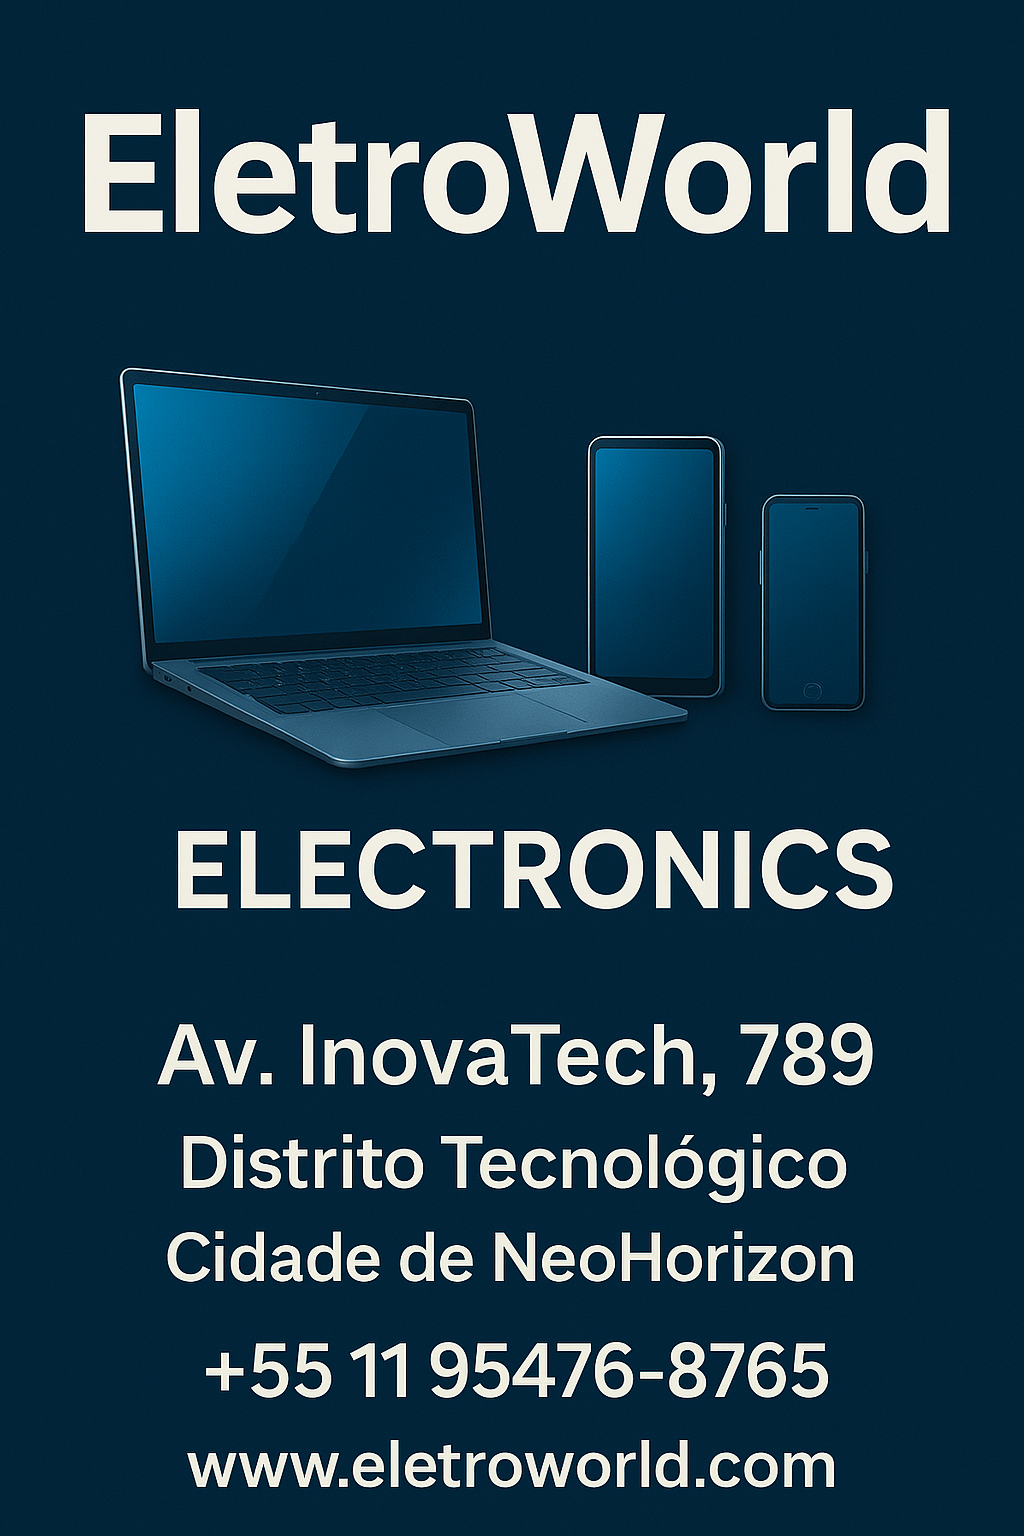 EletroWorld
ELECTRONICS
Av. InovaTech, 789
Distrito Tecnológico
Cidade de NeoHorizon
+55 11 95476-8765
www.eletroworld.com